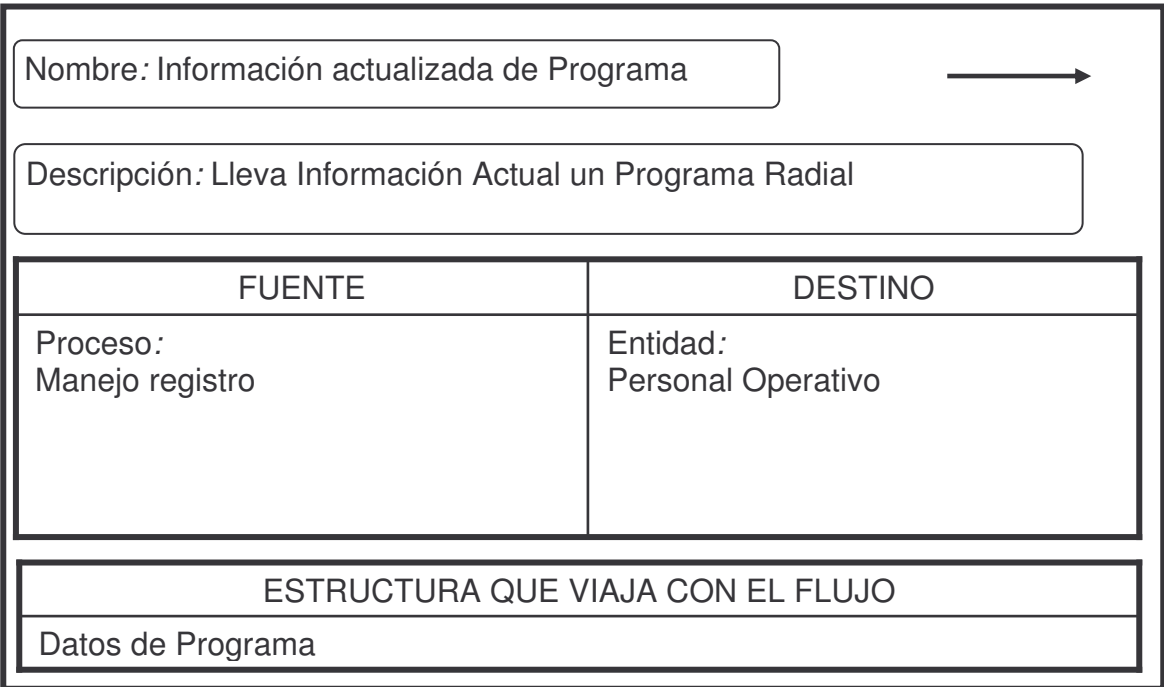 Nombre: Información actualizada de Programa
Descripción: Lleva Información Actual un Programa Radial
FUENTE
DESTINO
Proceso:
Manejo registro
Entidad:
Personal Operativo
ESTRUCTURA QUE VIAJA CON EL FLUJO
Datos de Programa